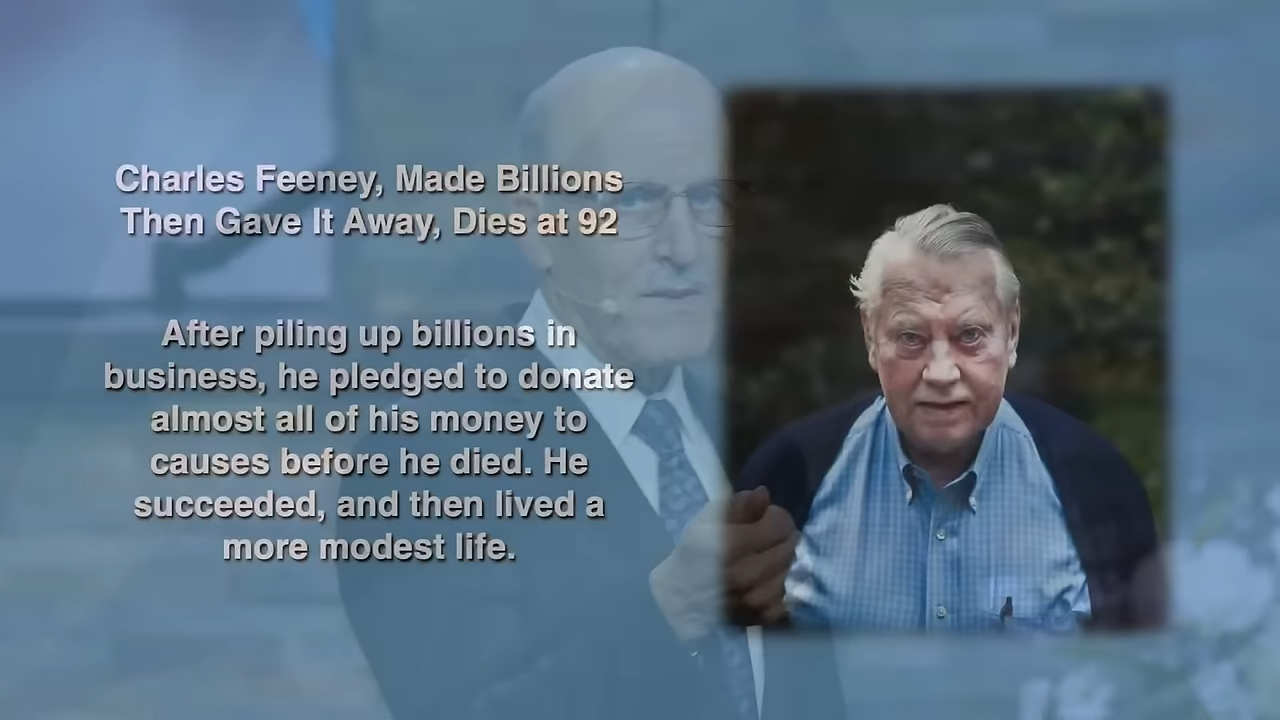 Charles Feeney, Made Billions
Then Gave It Away, Dies at 92
After piling up billions in
business, he pledged to donate
almost all of his money to
causes before he died. He
succeeded, and then lived a
more modest life.